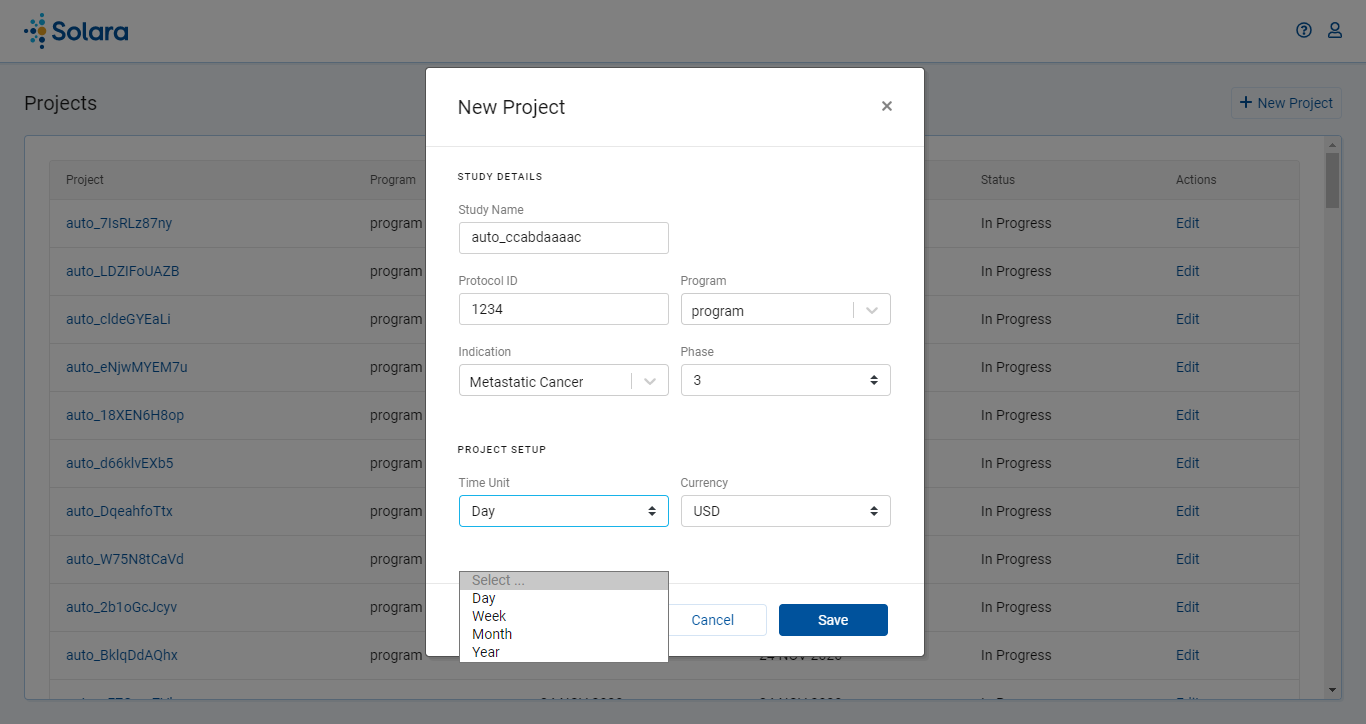 Solara
Projects
New Project
Project Program Status Actions
auto_7IsRLz87ny program In Progress Edit
auto_LDZIFoUAZB program In Progress Edit
auto_cldeGYEaLi program In Progress Edit
auto_eNjwMYEM7u program In Progress Edit
auto_18XEN6H8op program In Progress Edit
auto_d66klvEXb5 program In Progress Edit
auto_DqeahfoTtx program In Progress Edit
auto_W75N8tCaVd program In Progress Edit
auto_2b1oGcJcyv program In Progress Edit
auto_BklqDdAQhx program In Progress Edit
New Project
STUDY DETAILS
Study Name
auto_ccabdaaaac
Protocol ID Program
1234 program
Indication Phase
Metastatic Cancer 3
PROJECT SETUP
Time Unit Currency
Day USD
Select ...
Day
Week
Month
Year
Cancel Save